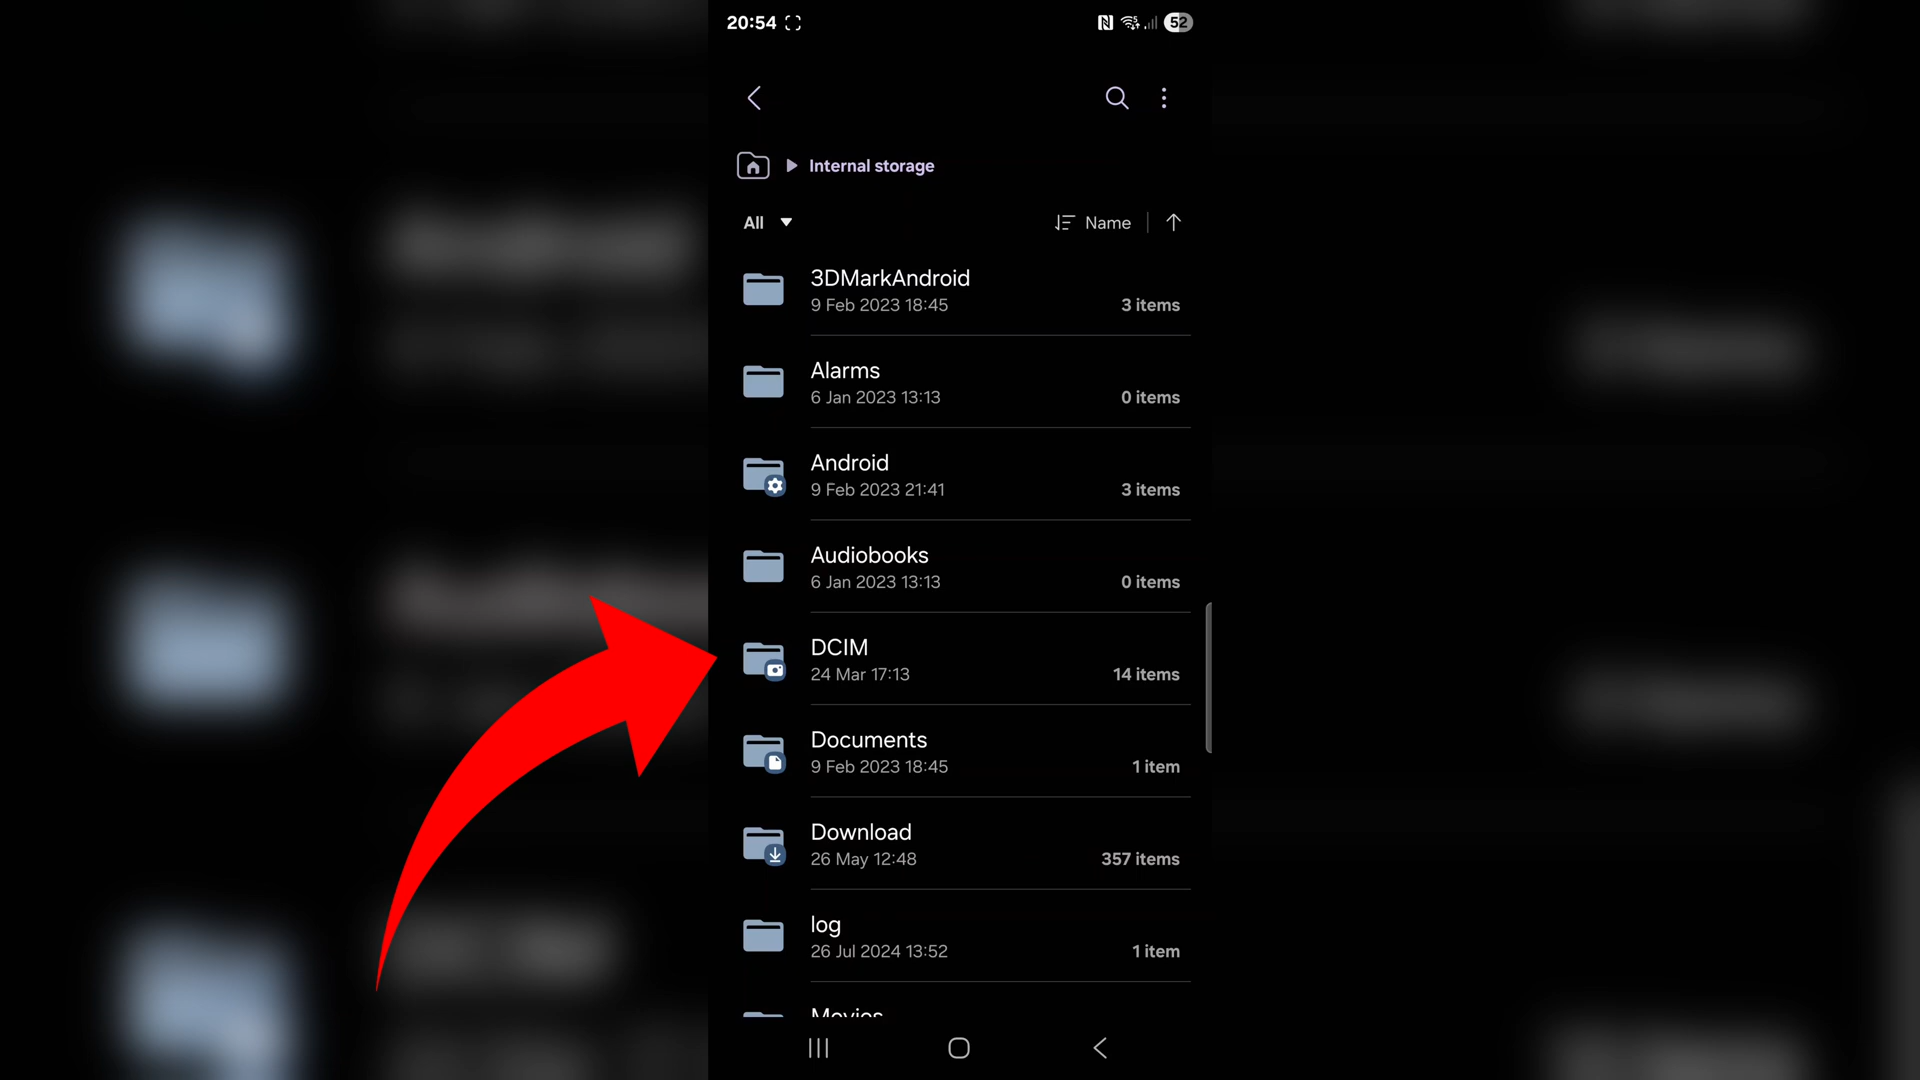 20:54
52
Internal storage
All
Name
3DMarkAndroid
9 Feb 2023 18:45
3 items
Alarms
6 Jan 2023 13:13
0 items
Android
9 Feb 2023 21:41
3 items
Audiobooks
6 Jan 2023 13:13
0 items
DCIM
24 Mar 17:13
14 items
Documents
9 Feb 2023 18:45
1 item
Download
26 May 12:48
357 items
log
26 Jul 2024 13:52
1 item
Movies